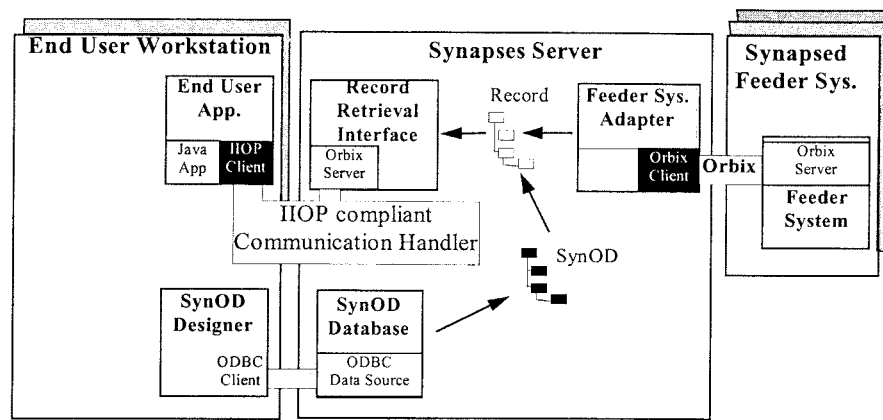 End User Workstation
Synapses Server
Synapsed
Feeder Sys.
End User
App.
Java
App
IIOP
Client
Record
Retrieval
Interface
Orbix
Server
Record
Feeder Sys.
Adapter
Orbix
Client
Orbix
Orbix
Server
Feeder
System
IIOP compliant
Communication Handler
SynOD
SynOD
Designer
ODBC
Client
SynOD
Database
ODBC
Data Source